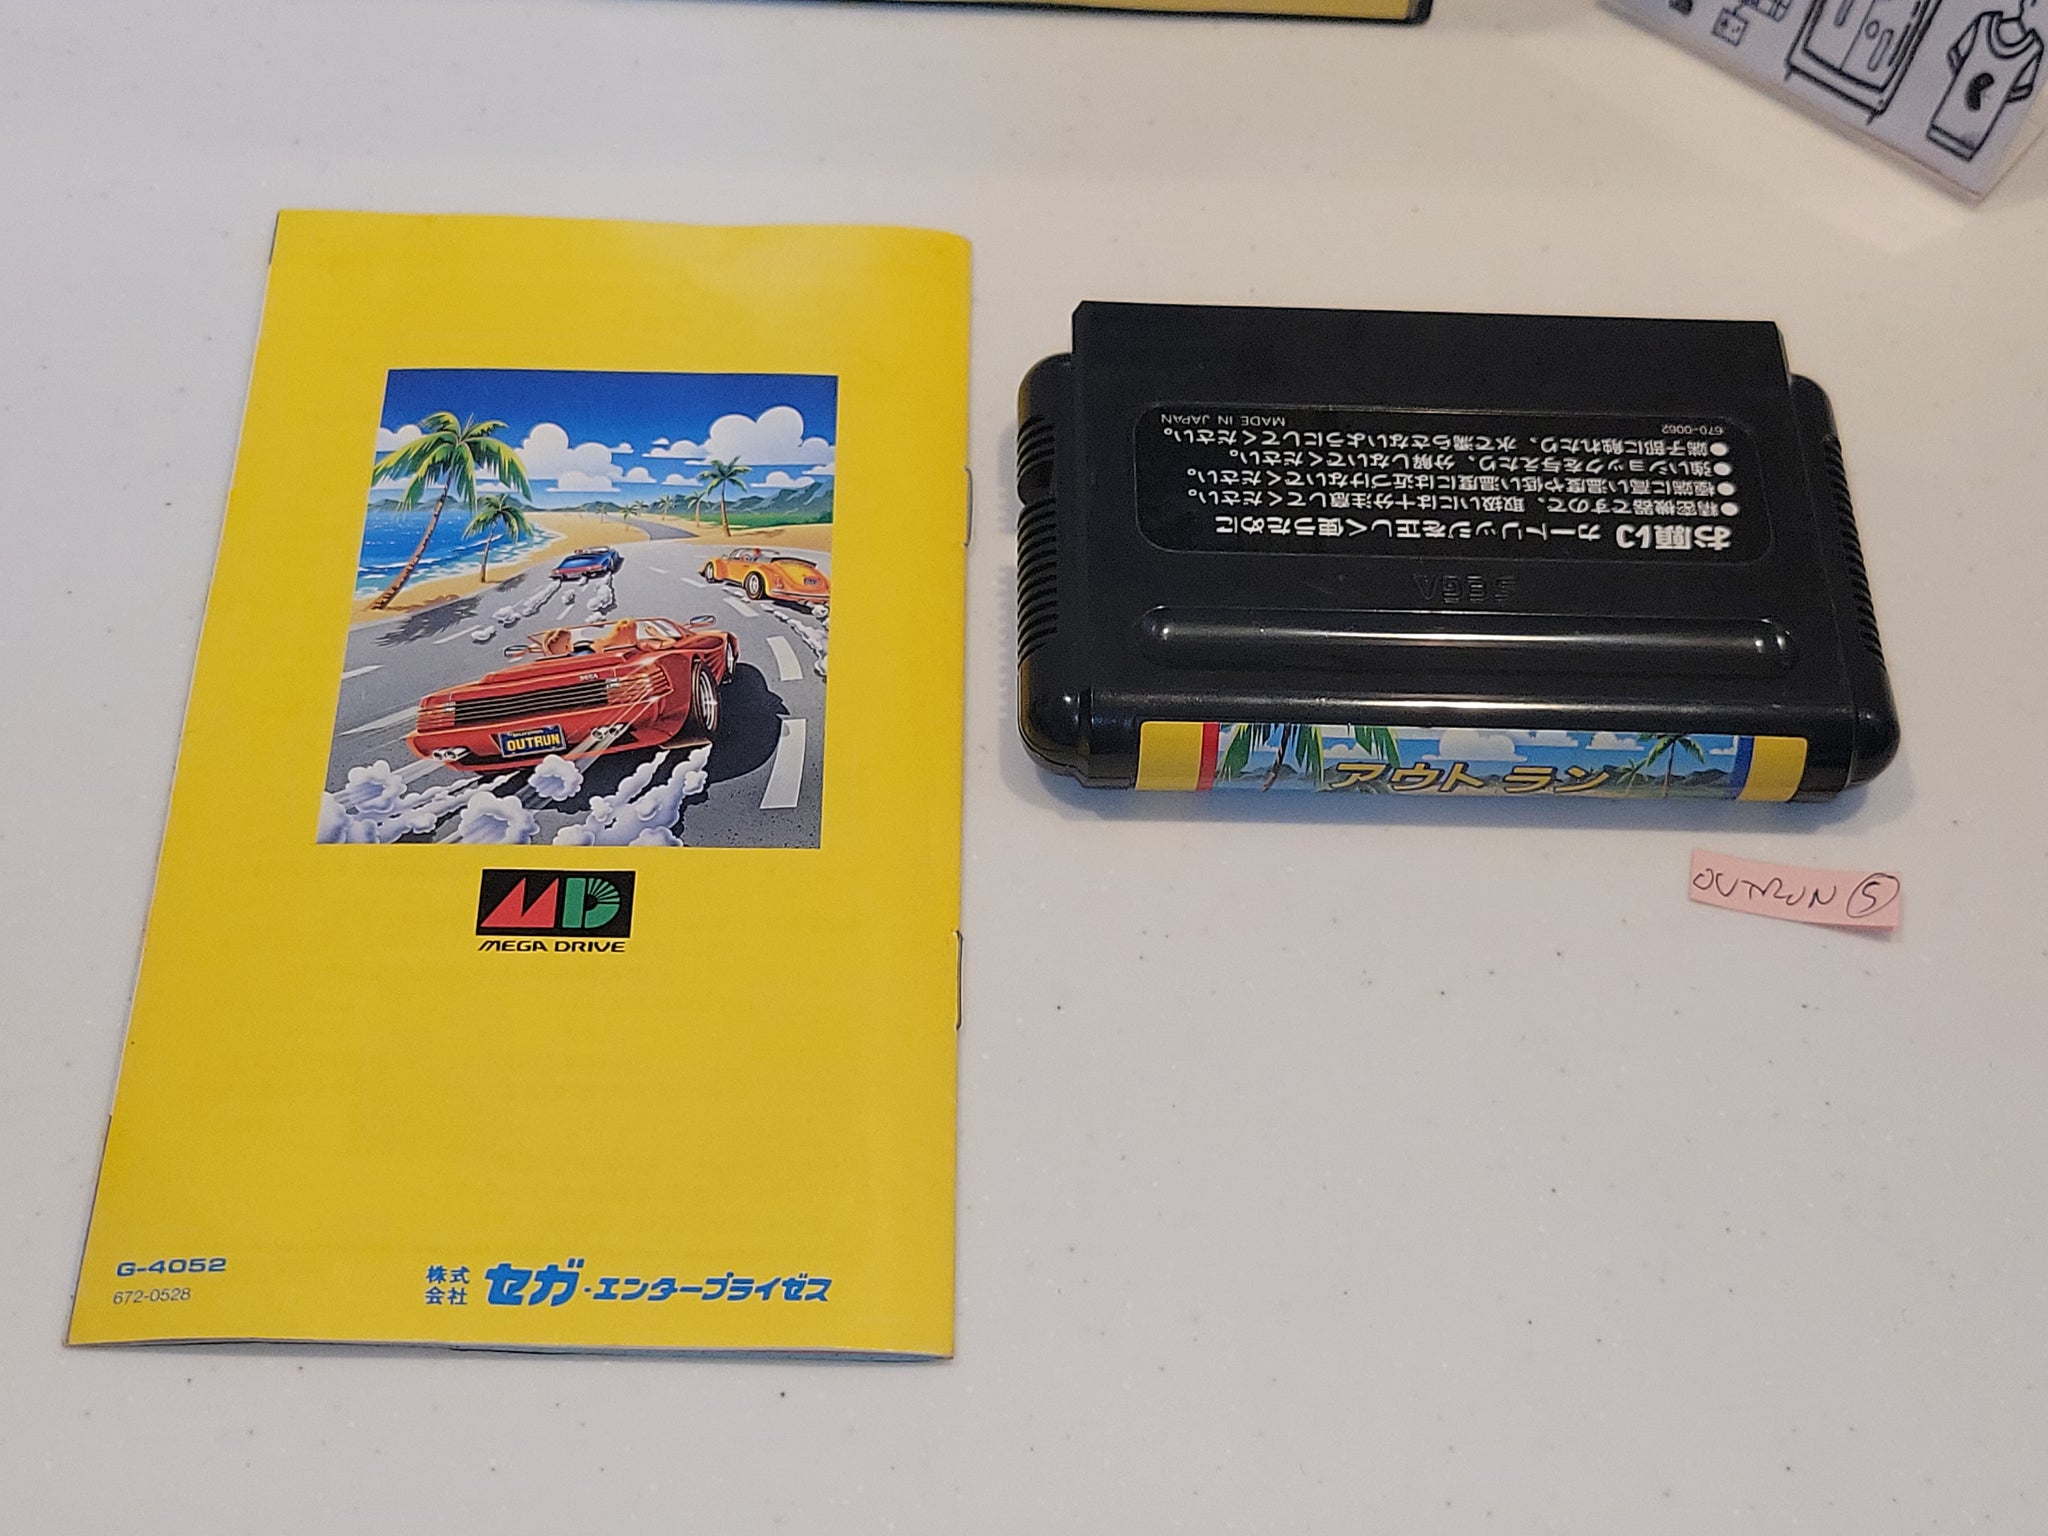 SEGA
OUTRUN
MEGA DRIVE
G-4052
672-0528
株式
会社
セガ・エンタープライゼス
お願い カートリッジを正しく使うために
●精密機器ですので、取扱いには十分注意してください。
●極端に高い温度や低い温度には近づけないでください。
●強いショックを与えたり、分解しないでください。
●端子部に触れたり、水で濡らさないようにしてください。
670-0062 MADE IN JAPAN
SEGA
アウトラン
OUTRUN 5